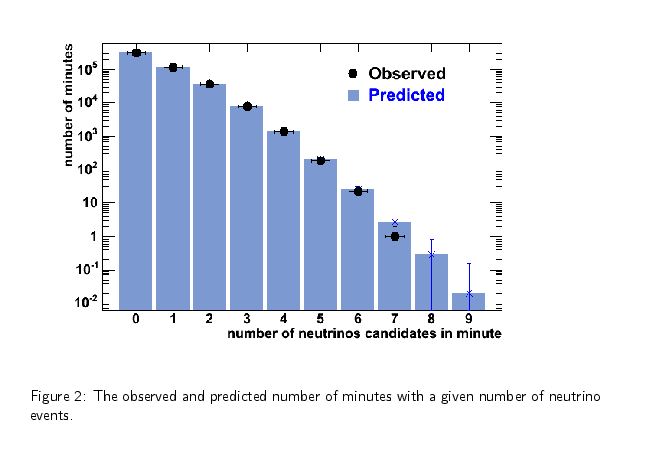 number of minutes
10^5
10^4
10^3
10^2
10
1
10^-1
10^-2
Observed
Predicted
0 1 2 3 4 5 6 7 8 9
number of neutrinos candidates in minute
Figure 2: The observed and predicted number of minutes with a given number of neutrino
events.